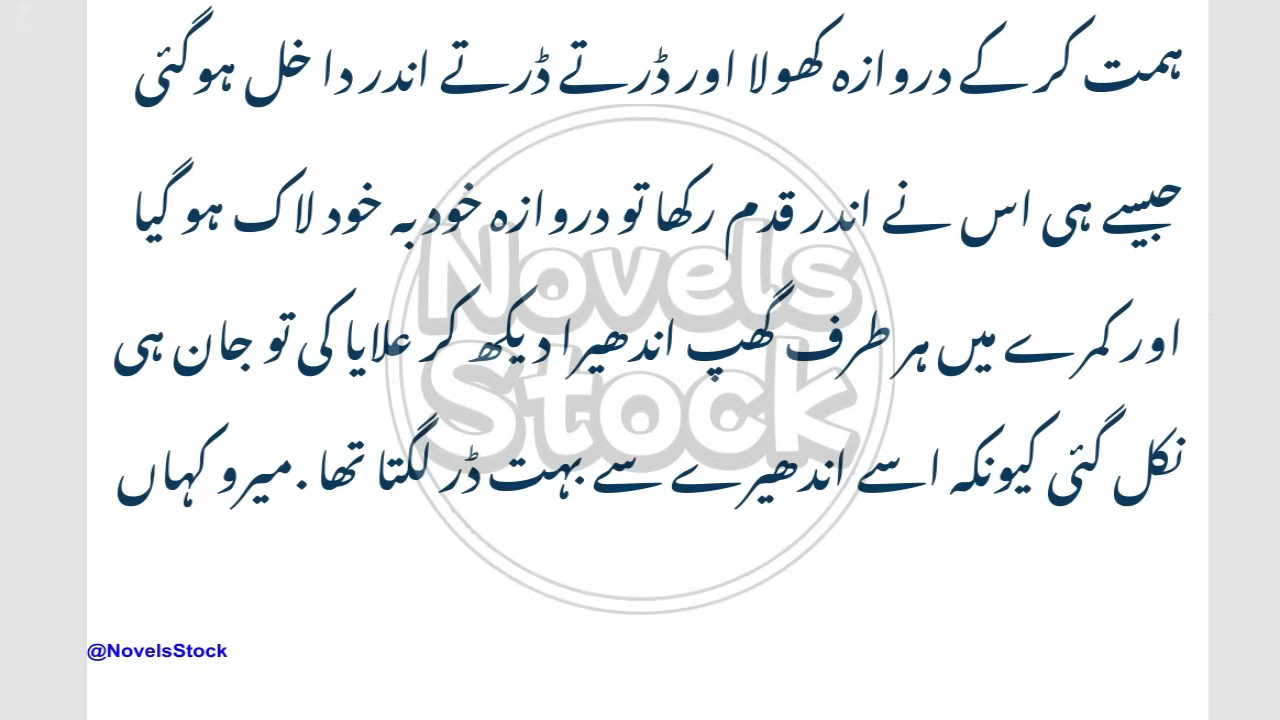 ہمت کر کے دروازہ کھولا اور ڈرتے ڈرتے اندر داخل ہوگئی
جیسے ہی اس نے اندر قدم رکھا تو دروازہ خود بہ خود لاک ہو گیا
اور کمرے میں ہر طرف گھپ اندھیرا دیکھ کر علایا کی تو جان ہی
نکل گئی کیونکہ اسے اندھیرے سے بہت ڈر لگتا تھا . میرو کہاں
Novels
Stock
@NovelsStock